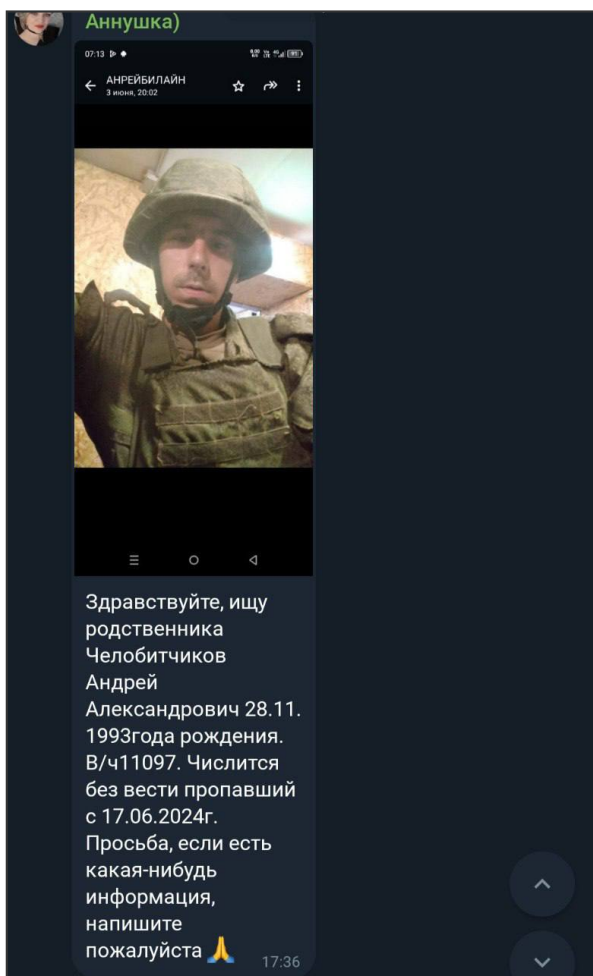 Аннушка)
07:13
АНРЕЙБИЛАЙН
3 июня, 20:02
Здравствуйте, ищу
родственника
Челобитчиков
Андрей
Александрович 28.11.
1993года рождения.
В/ч11097. Числится
без вести пропавший
с 17.06.2024г.
Просьба, если есть
какая-нибудь
информация,
напишите
пожалуйста 🙏
17:36